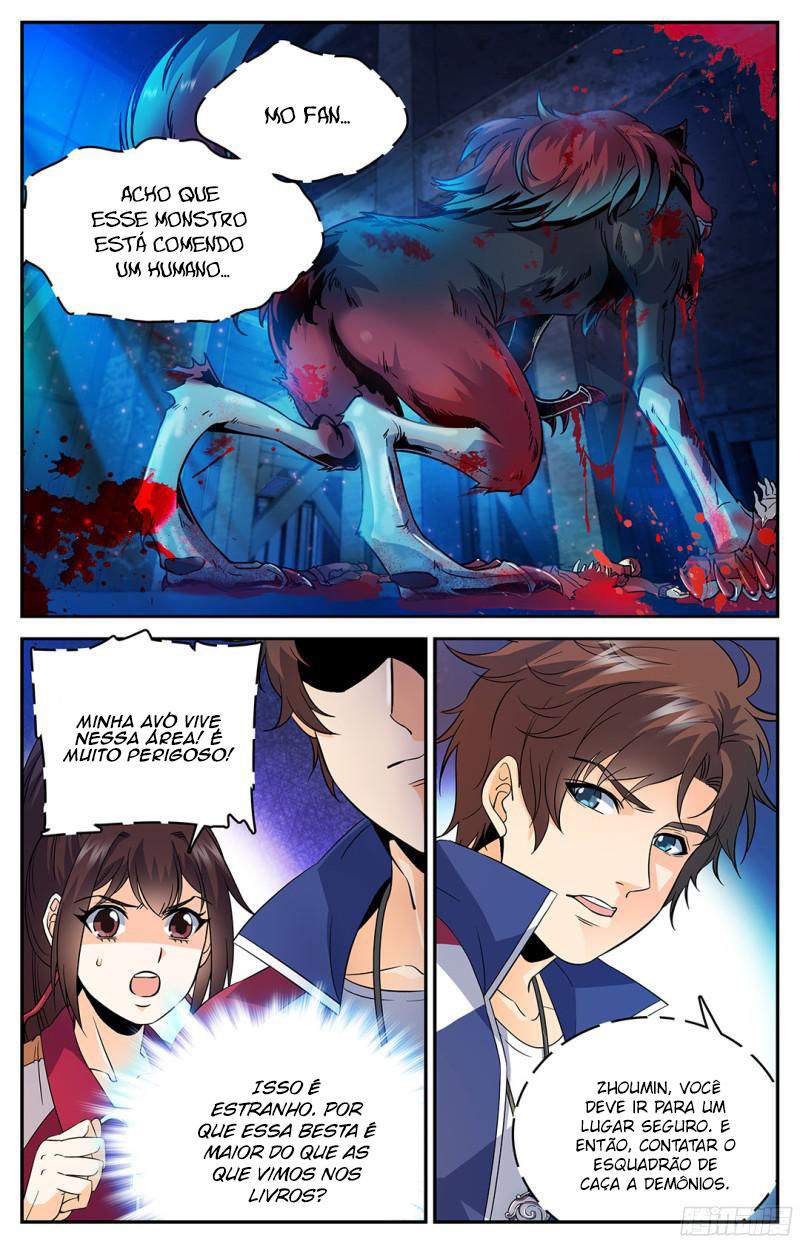 MO FAN...
ACHO QUE
ESSE MONSTRO
ESTÁ COMENDO
UM HUMANO...
MINHA AVÓ VIVE
NESSA ÁREA! É
MUITO PERIGOSO!
ISSO É
ESTRANHO. POR
QUE ESSA BESTA É
MAIOR DO QUE AS
QUE VIMOS NOS
LIVROS?
ZHOUMIN, VOCÊ
DEVE IR PARA UM
LUGAR SEGURO. E
ENTÃO, CONTATAR O
ESQUADRÃO DE
CAÇA A DEMÔNIOS.